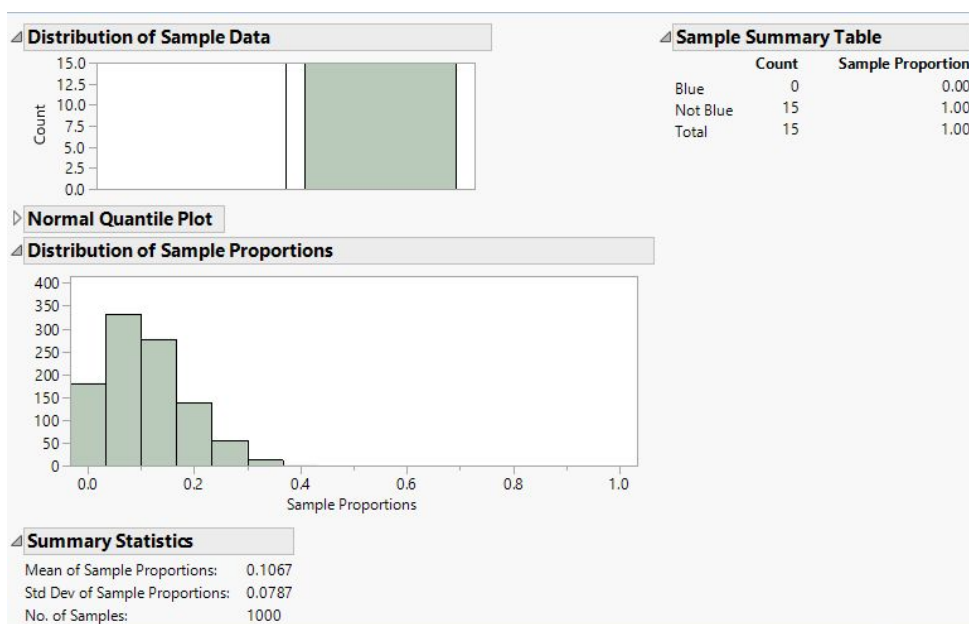 Distribution of Sample Data
Sample Summary Table
15.0
12.5
10.0
7.5
5.0
2.5
0.0
Count
Count Sample Proportion
Blue 0 0.00
Not Blue 15 1.00
Total 15 1.00
Normal Quantile Plot
Distribution of Sample Proportions
400
350
300
250
200
150
100
50
0
0.0 0.2 0.4 0.6 0.8 1.0
Sample Proportions
Summary Statistics
Mean of Sample Proportions: 0.1067
Std Dev of Sample Proportions: 0.0787
No. of Samples: 1000